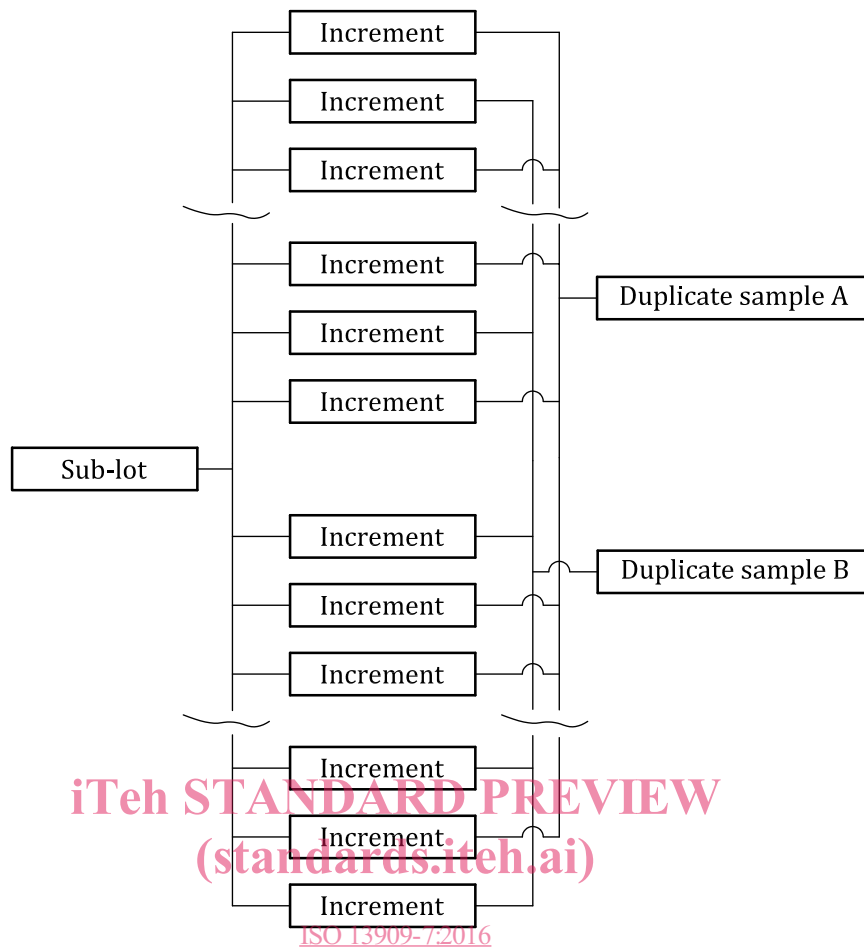 Increment
Increment
Increment
Increment
Duplicate sample A
Increment
Increment
Sub-lot
Increment
Duplicate sample B
Increment
Increment
Increment
iTeh STANDARD PREVIEW
Increment
(standards.iteh.ai)
Increment
ISO 13909-7:2016